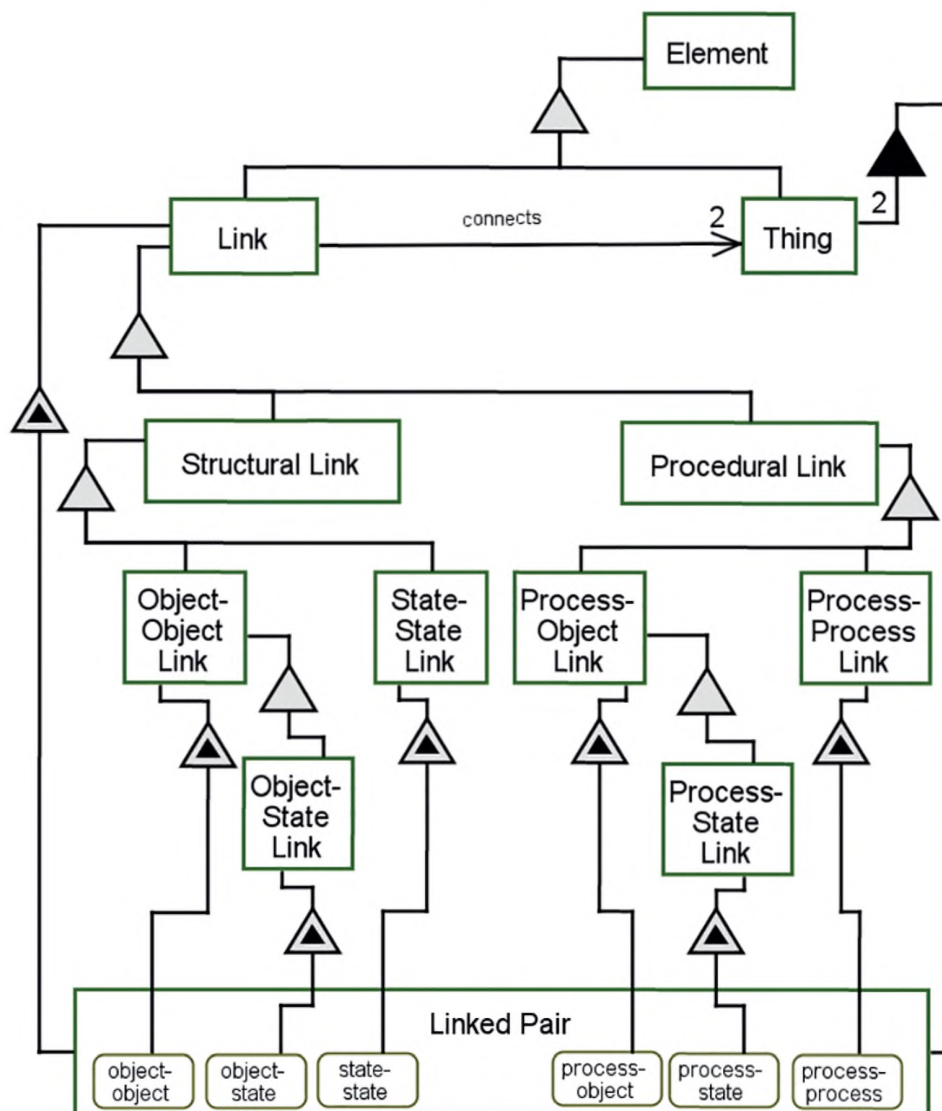 Element
2
connects
2
Link
Thing
Structural Link
Procedural Link
Object-
Object
Link
State-
State
Link
Process-
Object
Link
Process-
Process
Link
Object-
State
Link
Process-
State
Link
Linked Pair
object-
object
object-
state
state-
state
process-
object
process-
state
process-
process